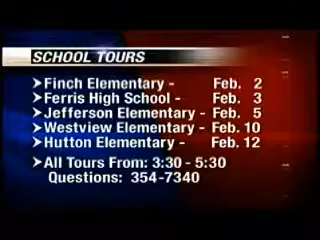 SCHOOL TOURS
Finch Elementary - Feb. 2
Ferris High School - Feb. 3
Jefferson Elementary - Feb. 5
Westview Elementary - Feb. 10
Hutton Elementary - Feb. 12
All Tours From: 3:30 - 5:30
Questions: 354-7340